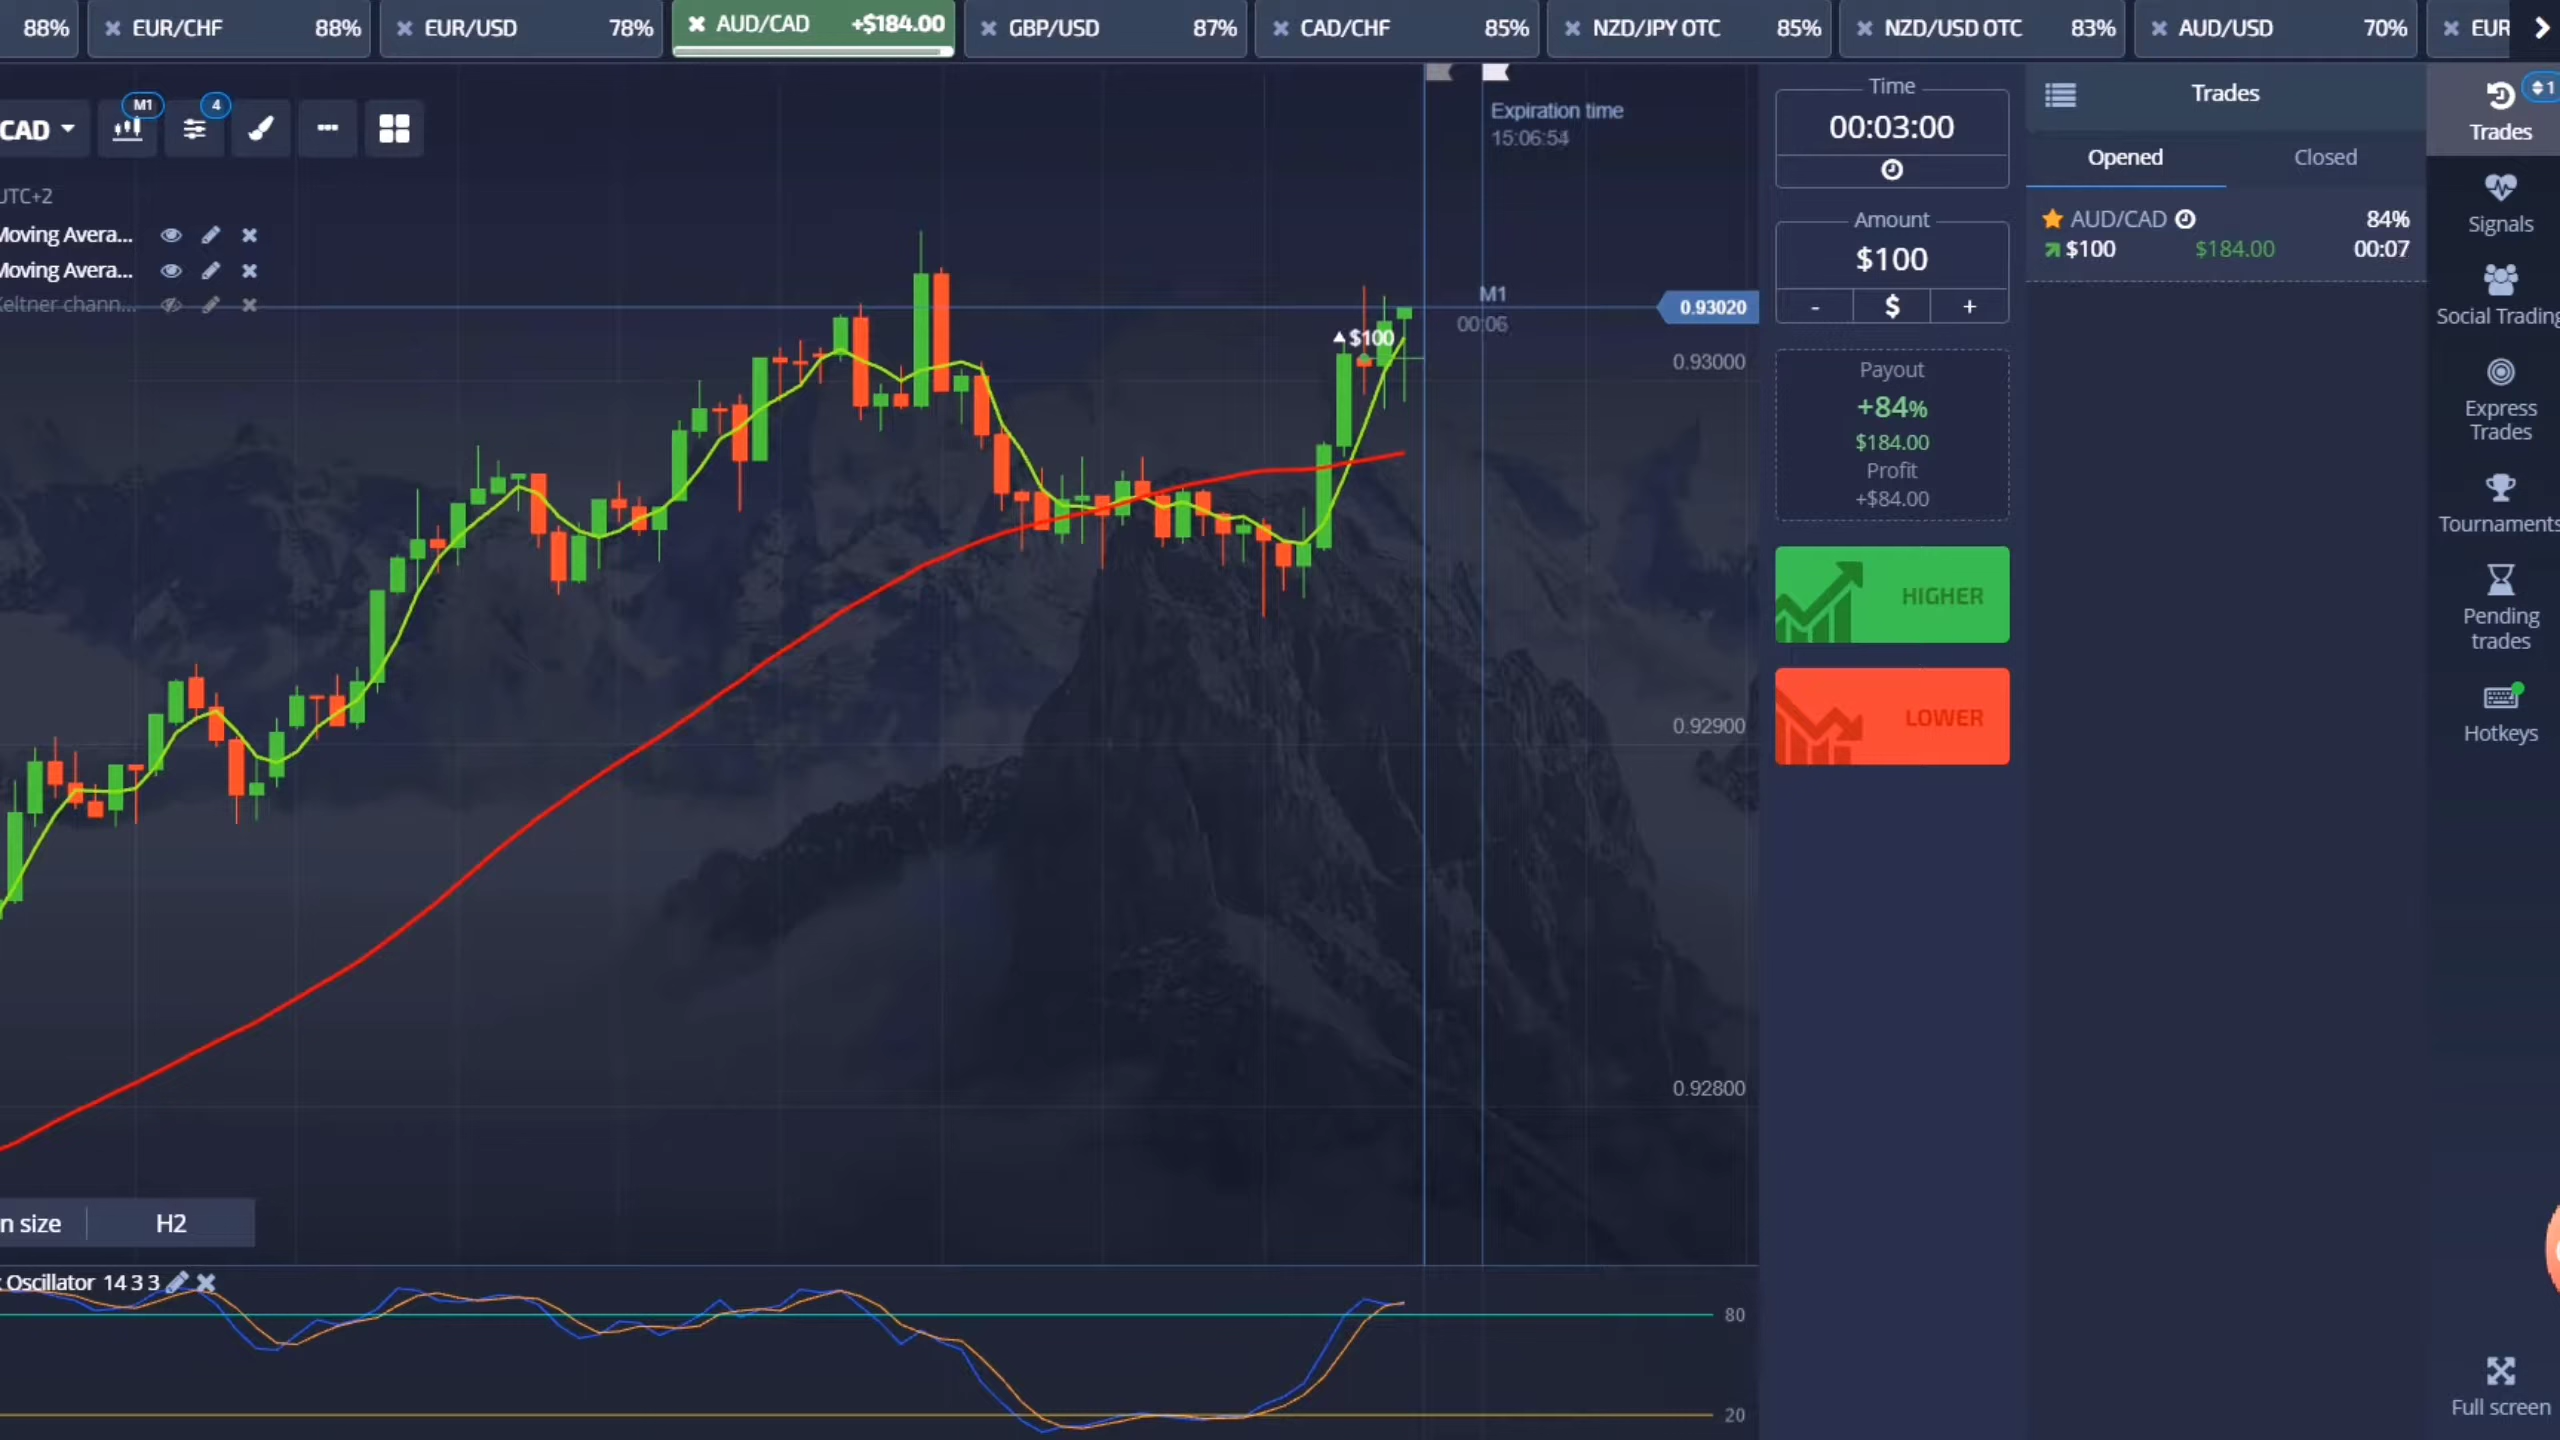 88%
EUR/CHF 88%
EUR/USD 78%
AUD/CAD +$184.00
GBP/USD 87%
CAD/CHF 85%
NZD/JPY OTC 85%
NZD/USD OTC 83%
AUD/USD 70%
EUR
CAD
M1
4
UTC+2
Moving Avera...
Moving Avera...
Keltner chann...
Expiration time
15:06:54
M1
00:06
$100
0.93020
0.93000
0.92900
0.92800
n size
H2
Oscillator 14 3 3
80
20
Time
00:03:00
Amount
$100
- $ +
Payout
+84%
$184.00
Profit
+$84.00
HIGHER
LOWER
Trades
Opened Closed
AUD/CAD 84%
$100 $184.00 00:07
1
Trades
Signals
Social Trading
Express
Trades
Tournaments
Pending
trades
Hotkeys
Full screen